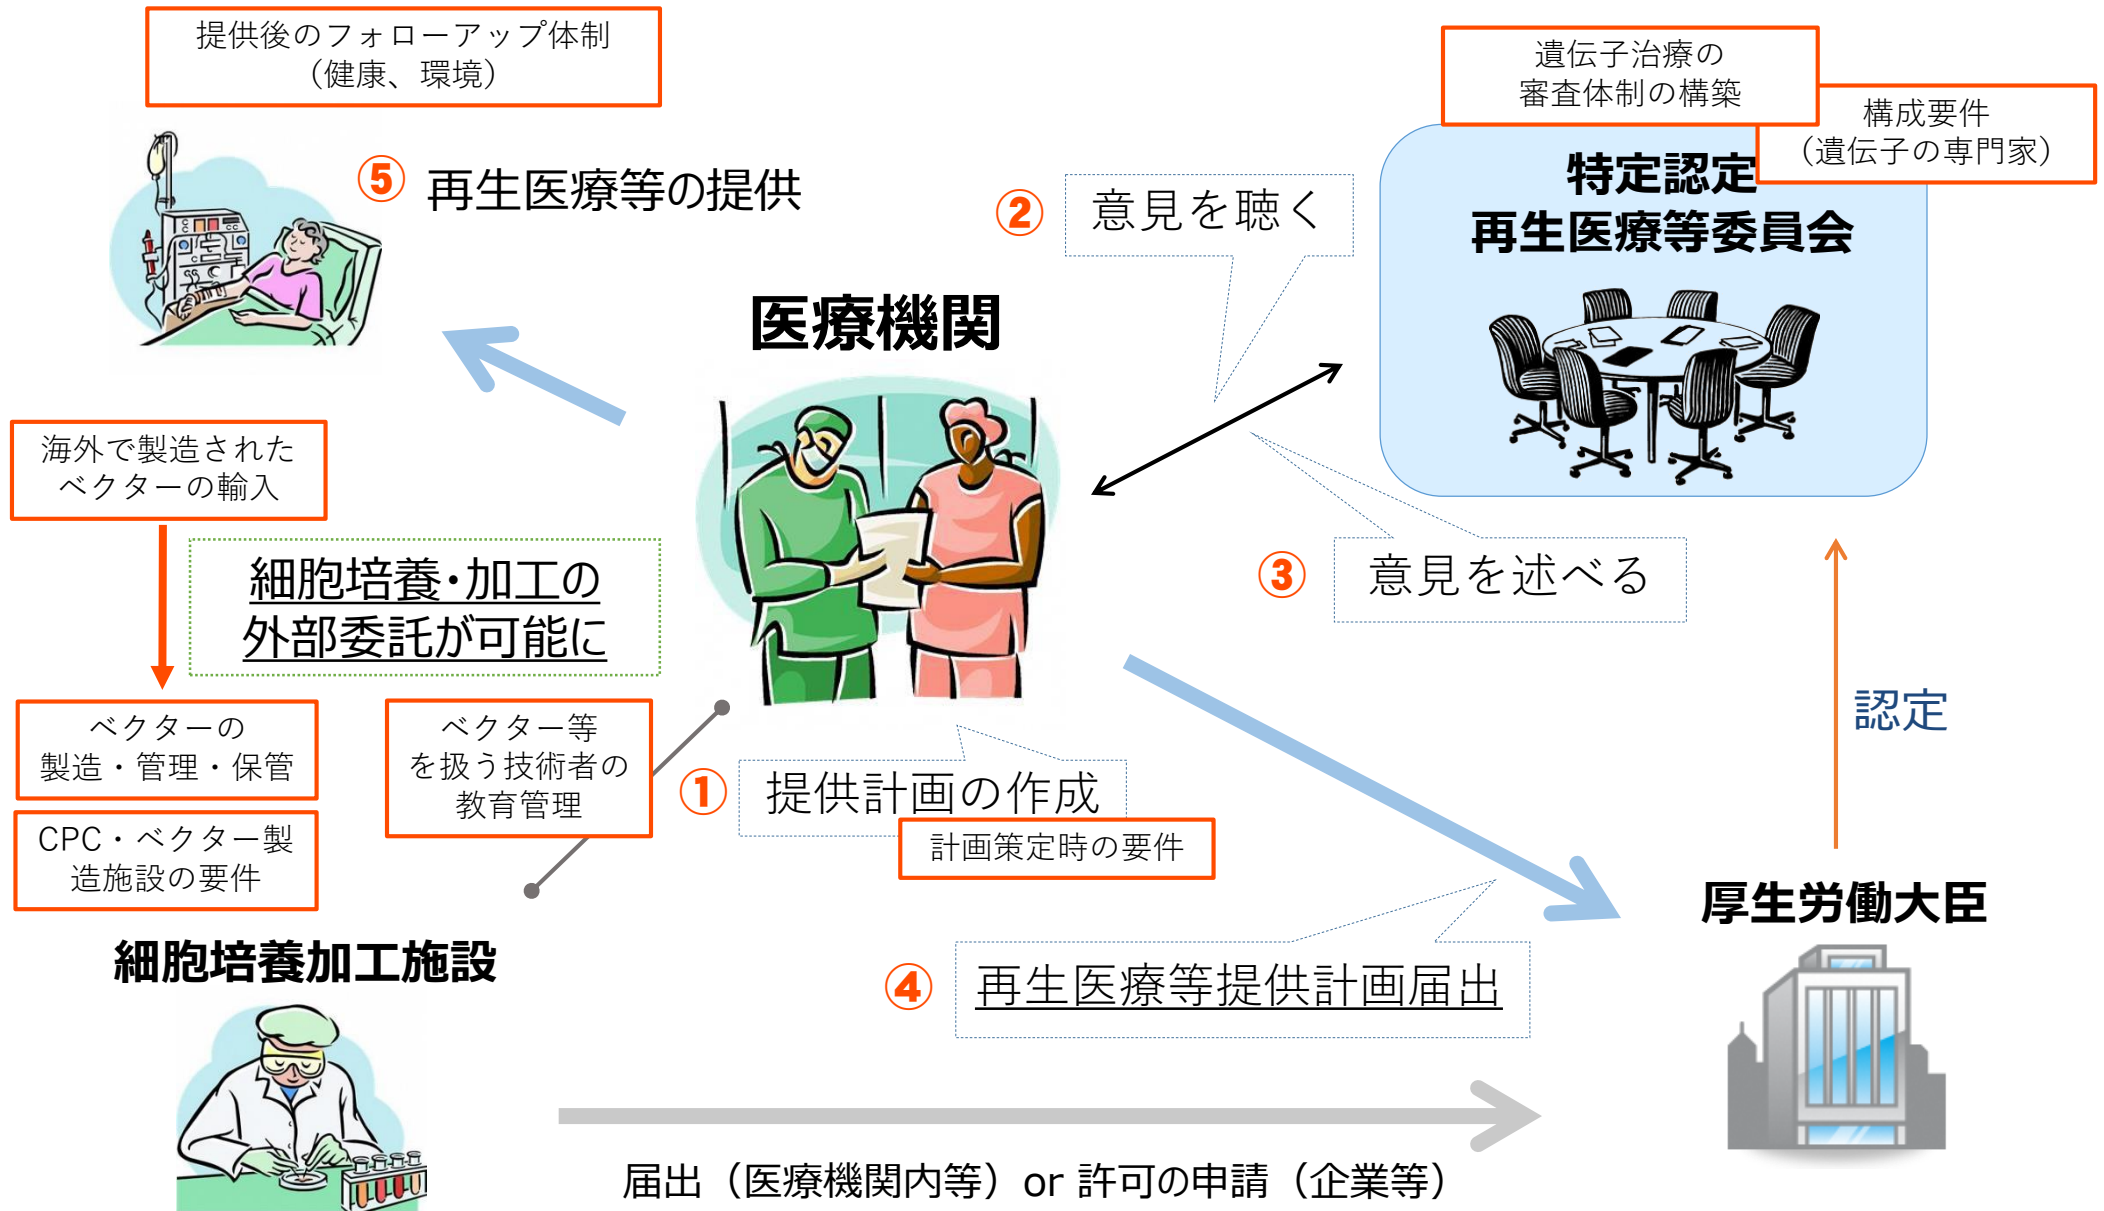 提供後のフォローアップ体制
（健康、環境）
遺伝子治療の
審査体制の構築
構成要件
（遺伝子の専門家）
⑤ 再生医療等の提供
② 意見を聴く
特定認定
再生医療等委員会
医療機関
海外で製造された
ベクターの輸入
細胞培養・加工の
外部委託が可能に
③ 意見を述べる
認定
ベクターの
製造・管理・保管
ベクター等
を扱う技術者の
教育管理
① 提供計画の作成
計画策定時の要件
CPC・ベクター製
造施設の要件
厚生労働大臣
細胞培養加工施設
④ 再生医療等提供計画届出
届出（医療機関内等）or 許可の申請（企業等）